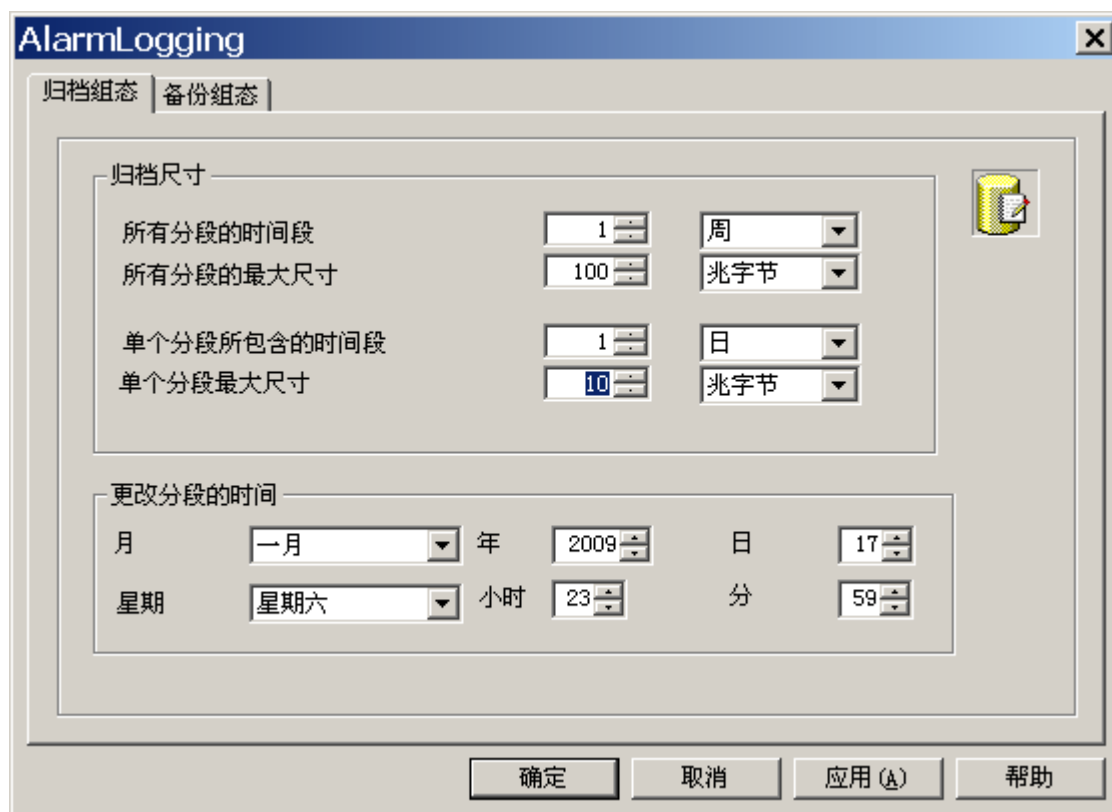 AlarmLogging
归档组态 备份组态
归档尺寸
所有分段的时间段 1 周
所有分段的最大尺寸 100 兆字节
单个分段所包含的时间段 1 日
单个分段最大尺寸 10 兆字节
更改分段的时间
月 一月 年 2009 日 17
星期 星期六 小时 23 分 59
确定 取消 应用(A) 帮助